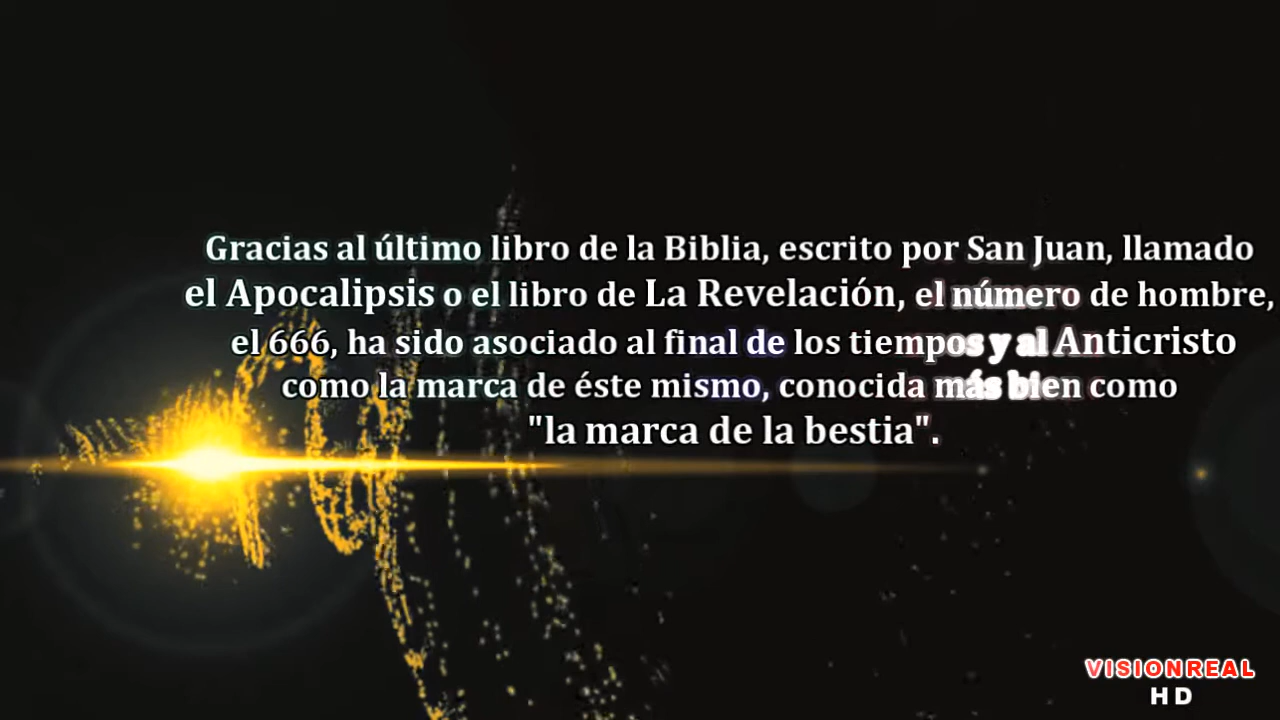 Gracias al último libro de la Biblia, escrito por San Juan, llamado
el Apocalipsis o el libro de La Revelación, el número de hombre,
el 666, ha sido asociado al final de los tiempos y al Anticristo
como la marca de éste mismo, conocida más bien como
"la marca de la bestia".
VISIONREAL
HD